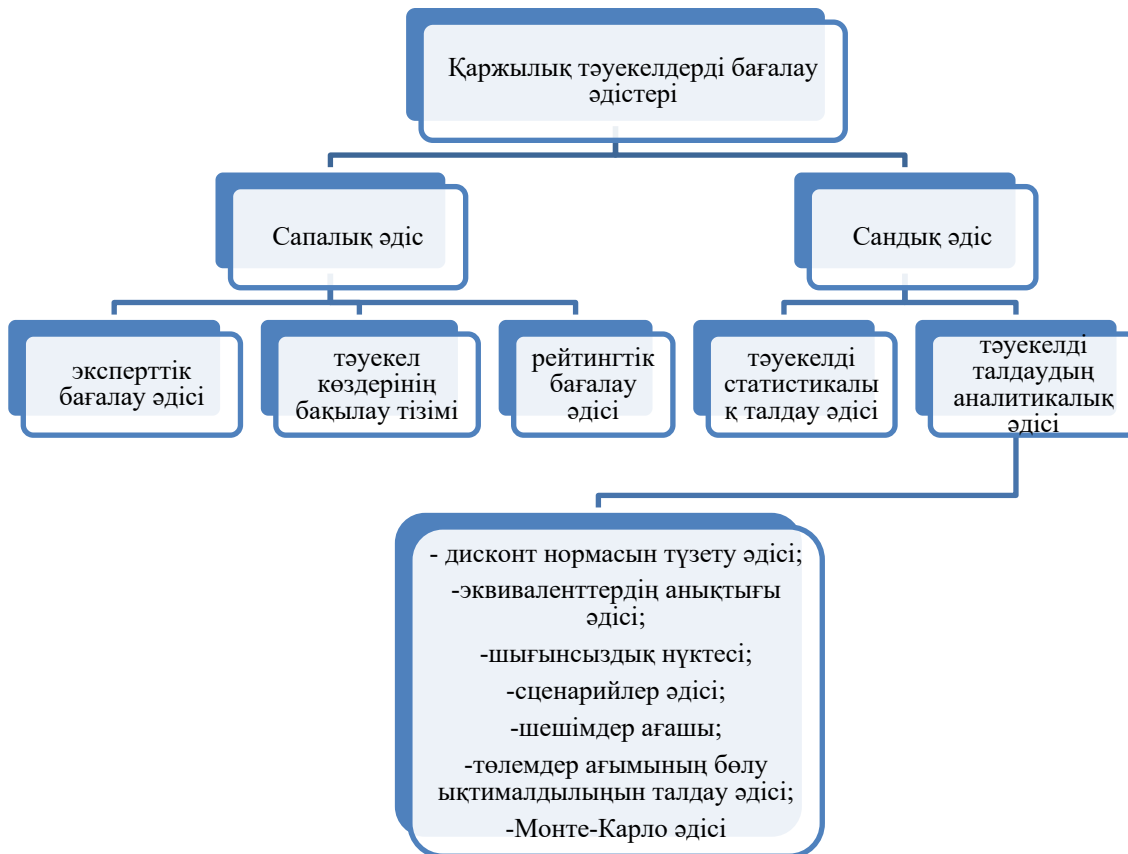 Қаржылық тәуекелдерді бағалау
әдістері
Сапалық әдіс
Сандық әдіс
эксперттік
бағалау әдісі
тәуекел
көздерінің
бақылау тізімі
рейтингтік
бағалау
әдісі
тәуекелді
статистикалы
қ талдау әдісі
тәуекелді
талдаудың
аналитикалық
әдісі
- дисконт нормасын түзету әдісі;
-эквиваленттердің анықтығы
әдісі;
-шығынсыздық нүктесі;
-сценарийлер әдісі;
-шешімдер ағашы;
-төлемдер ағымының бөлу
ықтималдылыңын талдау әдісі;
-Монте-Карло әдісі